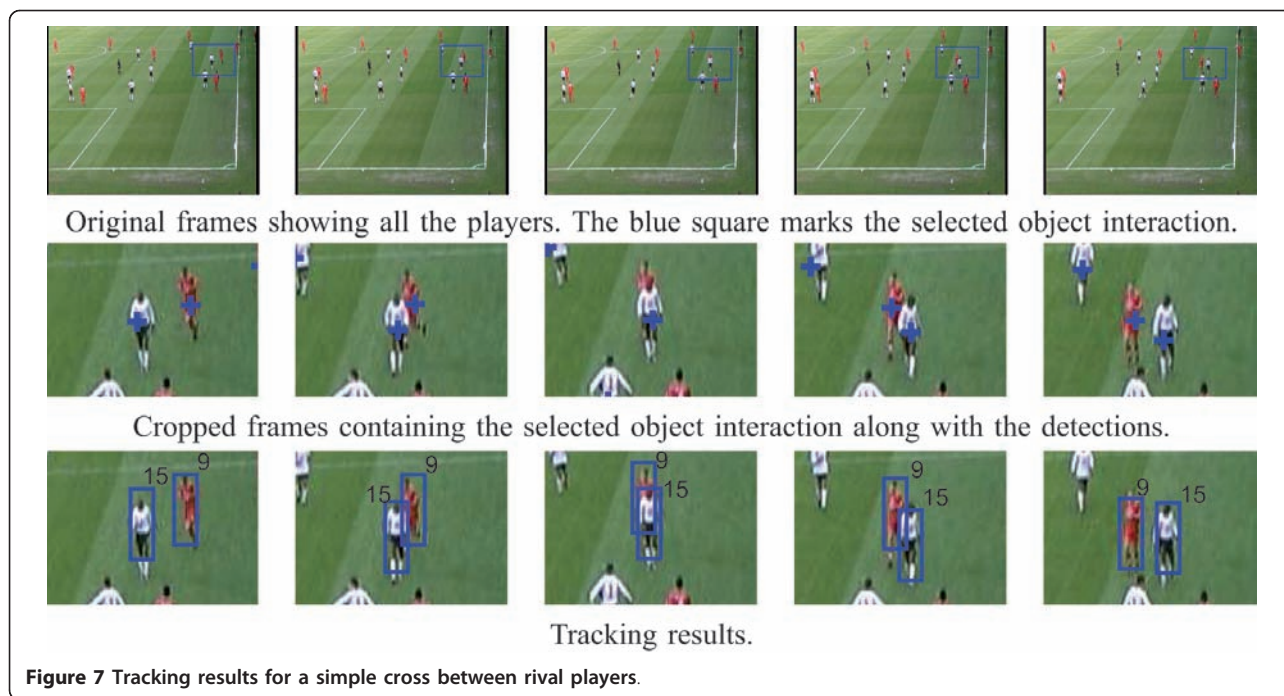 Original frames showing all the players. The blue square marks the selected object interaction.
Cropped frames containing the selected object interaction along with the detections.
15 9
15 9
9
15
9
15
9 15
Tracking results.
Figure 7 Tracking results for a simple cross between rival players.